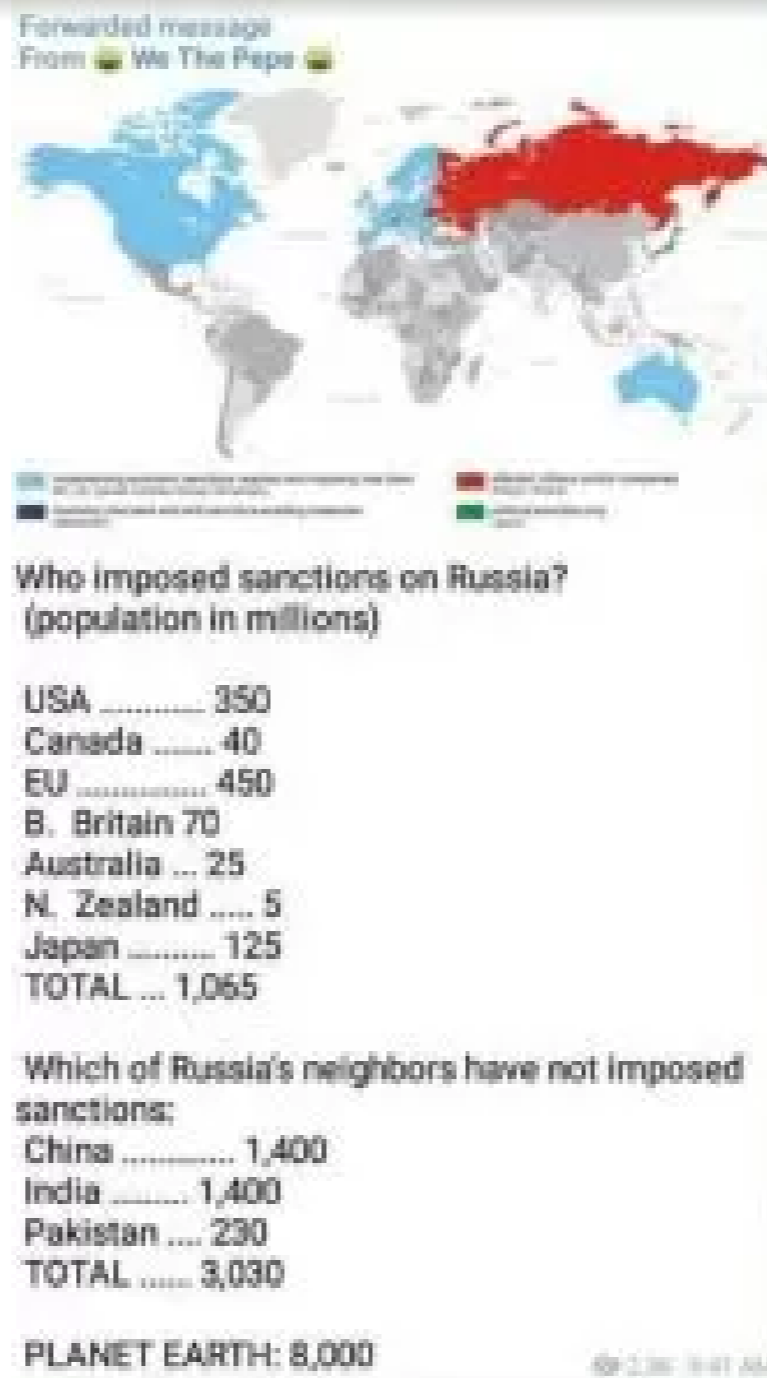 Forwarded message
From We The Pepe
Who imposed sanctions on Russia?
(population in millions)
USA ............ 350
Canada ....... 40
EU ............... 450
B. Britain 70
Australia ... 25
N. Zealand ..... 5
Japan .......... 125
TOTAL ... 1,065
Which of Russia's neighbors have not imposed
sanctions:
China ............. 1,400
India ......... 1,400
Pakistan .... 230
TOTAL ...... 3,030
PLANET EARTH: 8,000